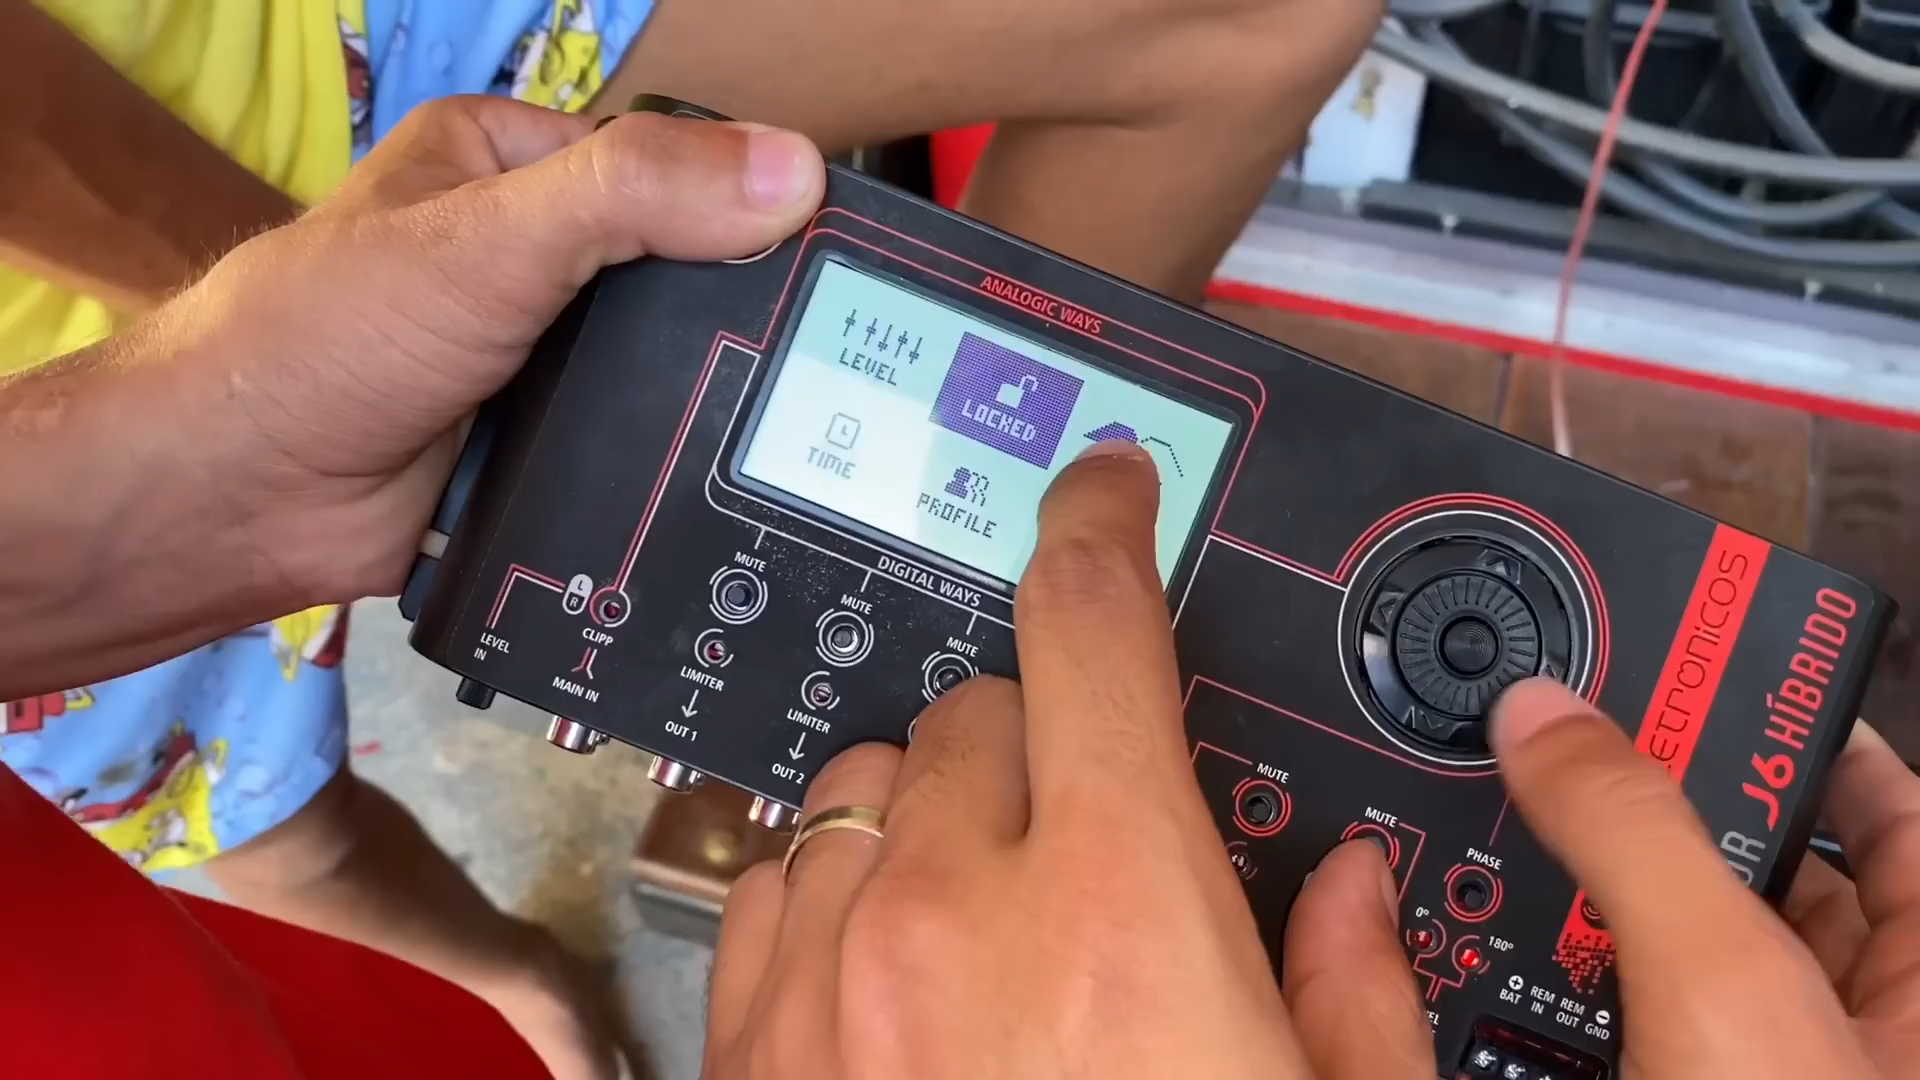 ANALOGIC WAYS
LEVEL
LOCKED
TIME
PROFILE
DIGITAL WAYS
MUTE
MUTE
MUTE
L
R
CLIPP
LEVEL
IN
MAIN IN
LIMITER
LIMITER
OUT 1
OUT 2
MUTE
MUTE
PHASE
0°
180°
BAT
REM
IN
REM
OUT
GND
ETRONICOS
J6 HÍBRIDO